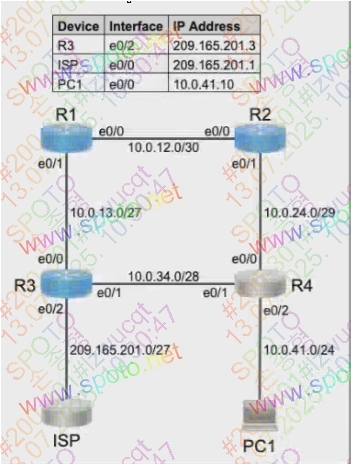 Device Interface IP Address
R3 e0/2 209.165.201.3
ISP e0/0 209.165.201.1
PC1 e0/0 10.0.41.10
R1 R2
e0/0 e0/0
10.0.12.0/30
e0/1 e0/1
10.0.13.0/27 10.0.24.0/29
e0/0 e0/0
10.0.34.0/28
R3 R4
e0/1 e0/1
e0/2 e0/2
209.165.201.0/27 10.0.41.0/24
ISP PC1
www.spoto.net